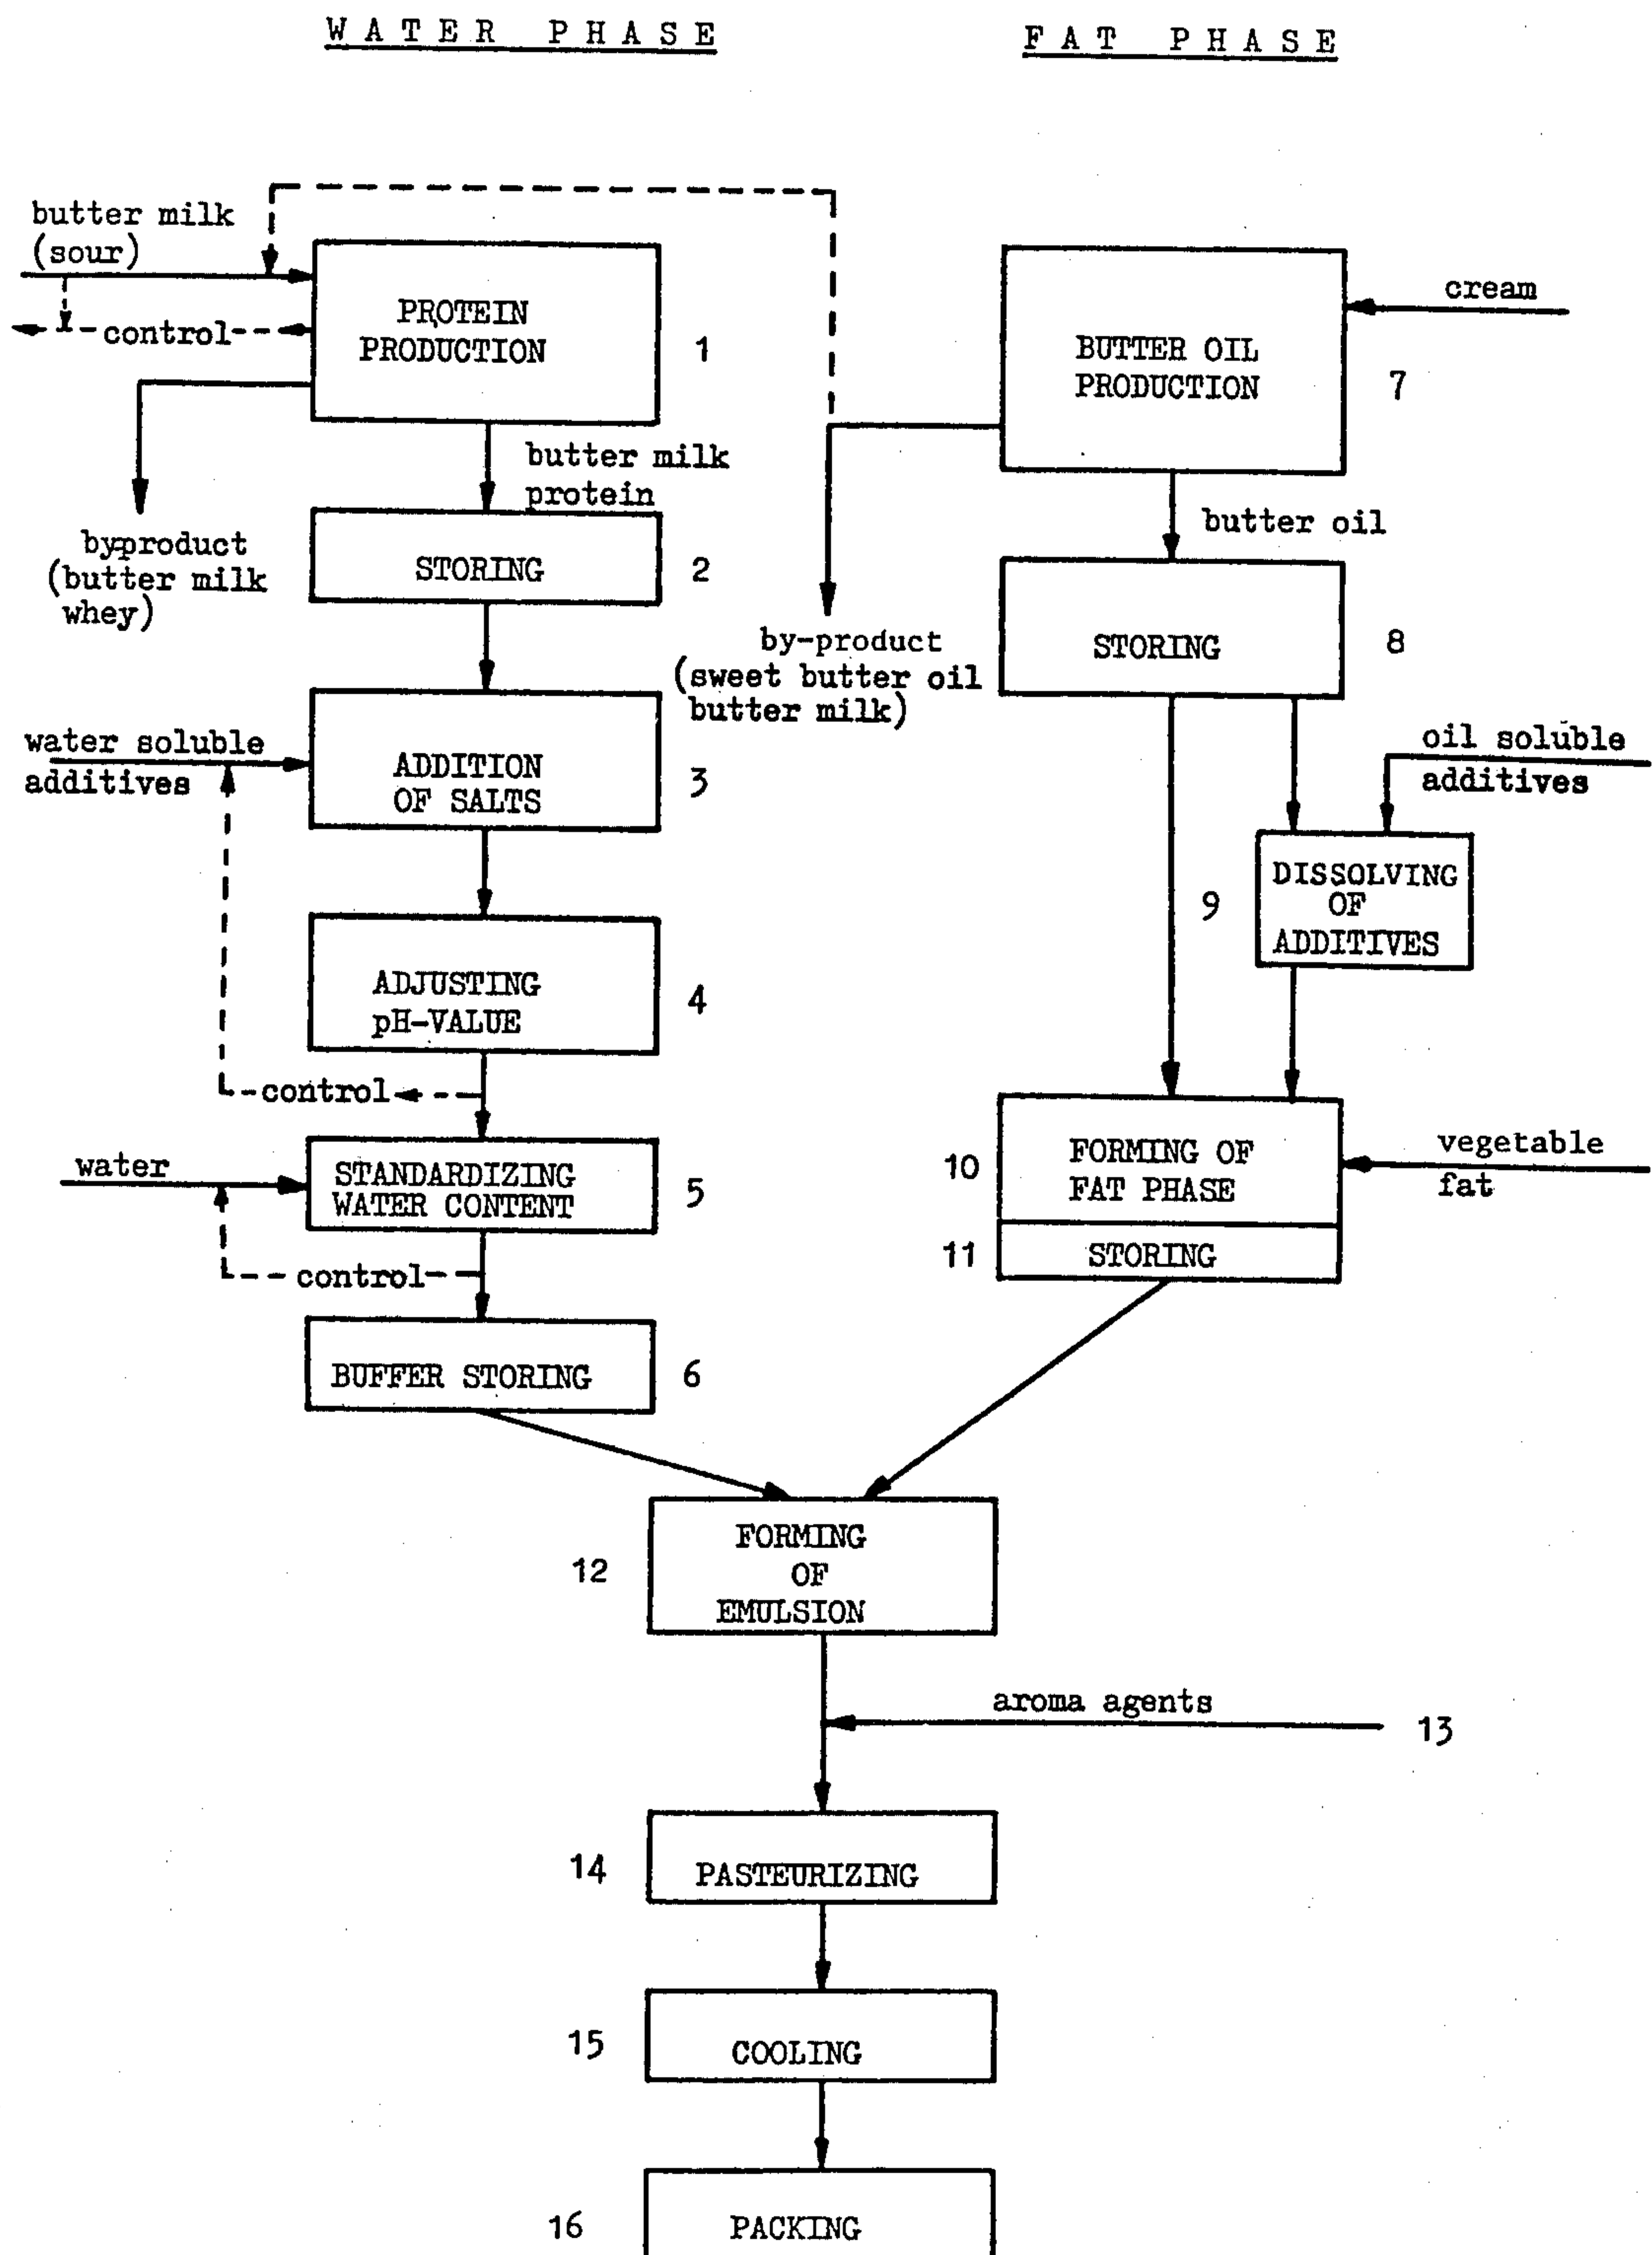 WATER PHASE
FAT PHASE
butter milk
(sour)
control
PROTEIN
PRODUCTION
1
butter milk
protein
byproduct
(butter milk
whey)
STORING
2
water soluble
additives
ADDITION
OF SALTS
3
ADJUSTING
pH-VALUE
4
control
water
STANDARDIZING
WATER CONTENT
5
control
BUFFER STORING
6
cream
BUTTER OIL
PRODUCTION
7
butter oil
by-product
(sweet butter oil
butter milk)
STORING
8
oil soluble
additives
DISSOLVING
OF
ADDITIVES
9
10
FORMING OF
FAT PHASE
vegetable
fat
11
STORING
12
FORMING
OF
EMULSION
aroma agents
13
14
PASTEURIZING
15
COOLING
16
PACKING